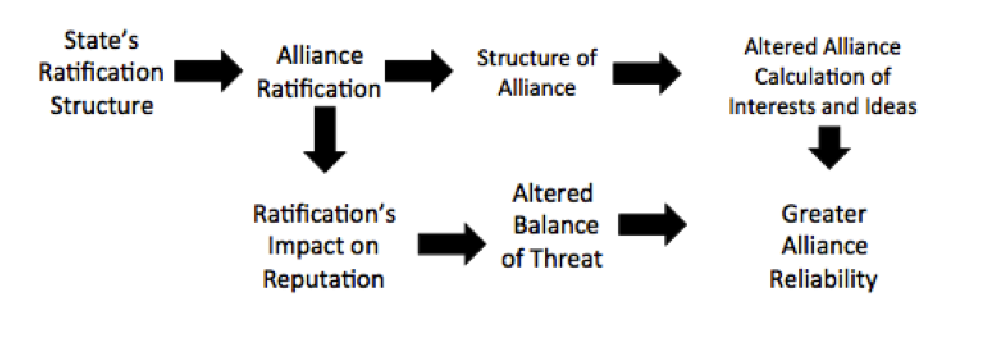 State's
Ratification
Structure
Alliance
Ratification
Structure of
Alliance
Altered Alliance
Calculation of
Interests and Ideas
Ratification's
Impact on
Reputation
Altered
Balance
of Threat
Greater
Alliance
Reliability